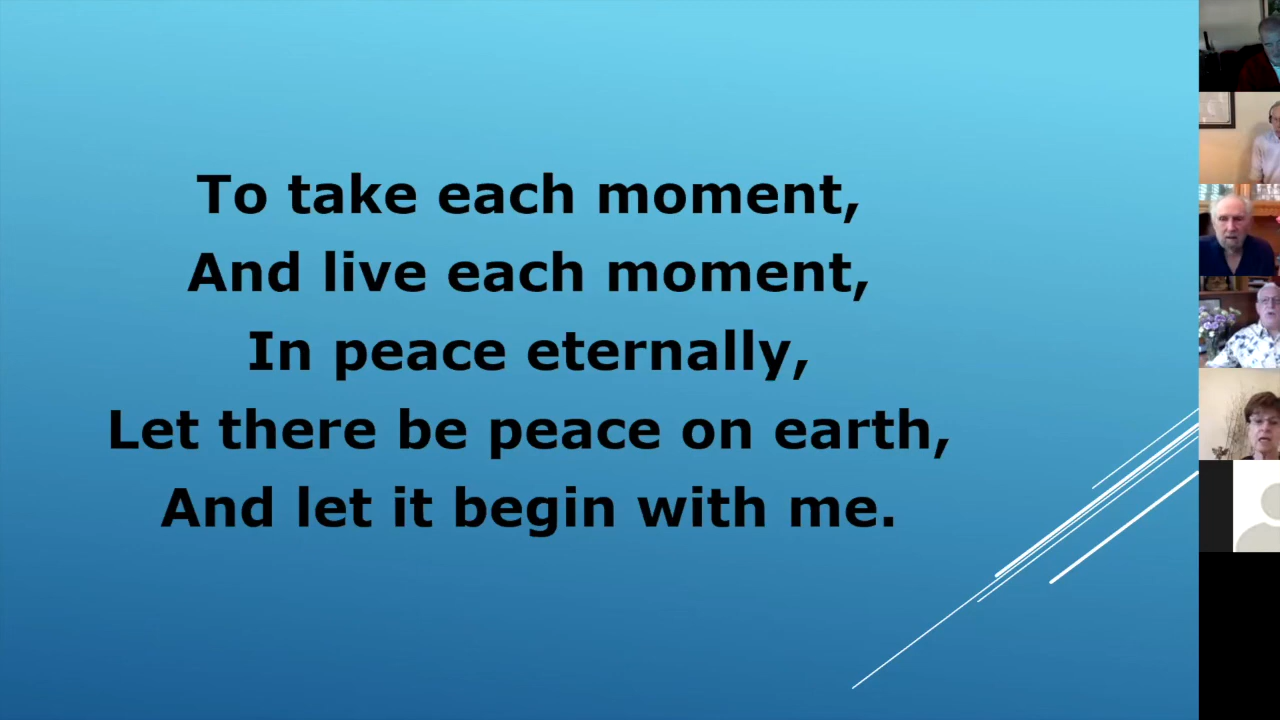 To take each moment,
And live each moment,
In peace eternally,
Let there be peace on earth,
And let it begin with me.